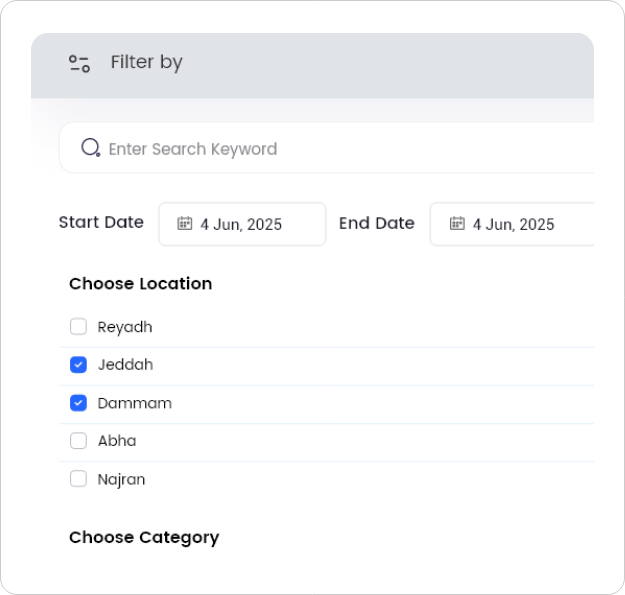 Filter by
Enter Search Keyword
Start Date 4 Jun, 2025 End Date 4 Jun, 2025
Choose Location
Reyadh
Jeddah
Dammam
Abha
Najran
Choose Category